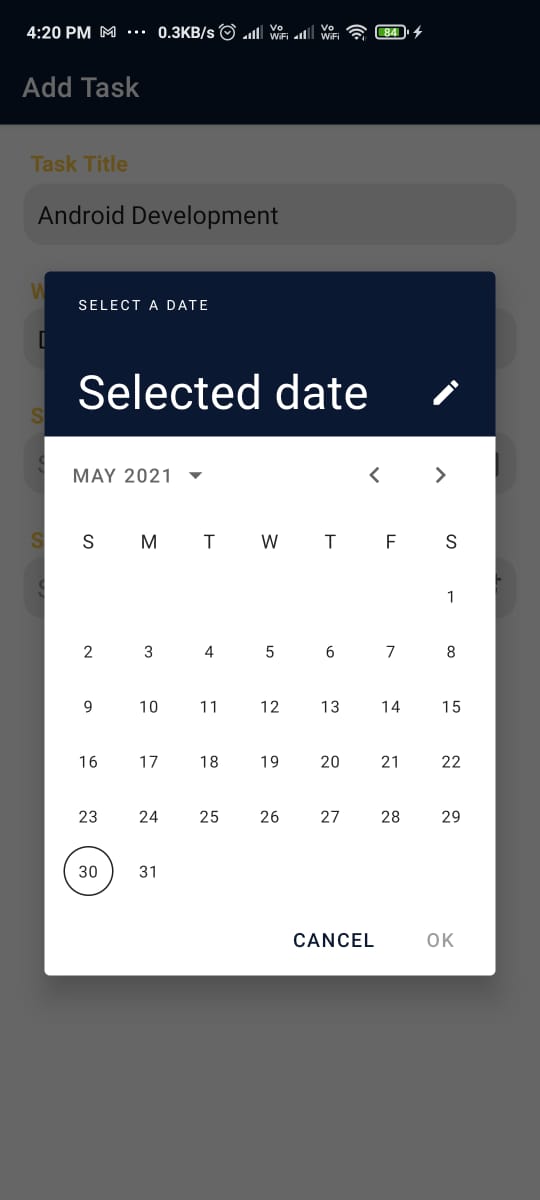 4:20 PM M ... 0.3KB/s Vo WiFi Vo WiFi 84
Add Task
Task Title
Android Development
SELECT A DATE
Selected date
MAY 2021
S M T W T F S
1
2 3 4 5 6 7 8
9 10 11 12 13 14 15
16 17 18 19 20 21 22
23 24 25 26 27 28 29
30 31
CANCEL OK